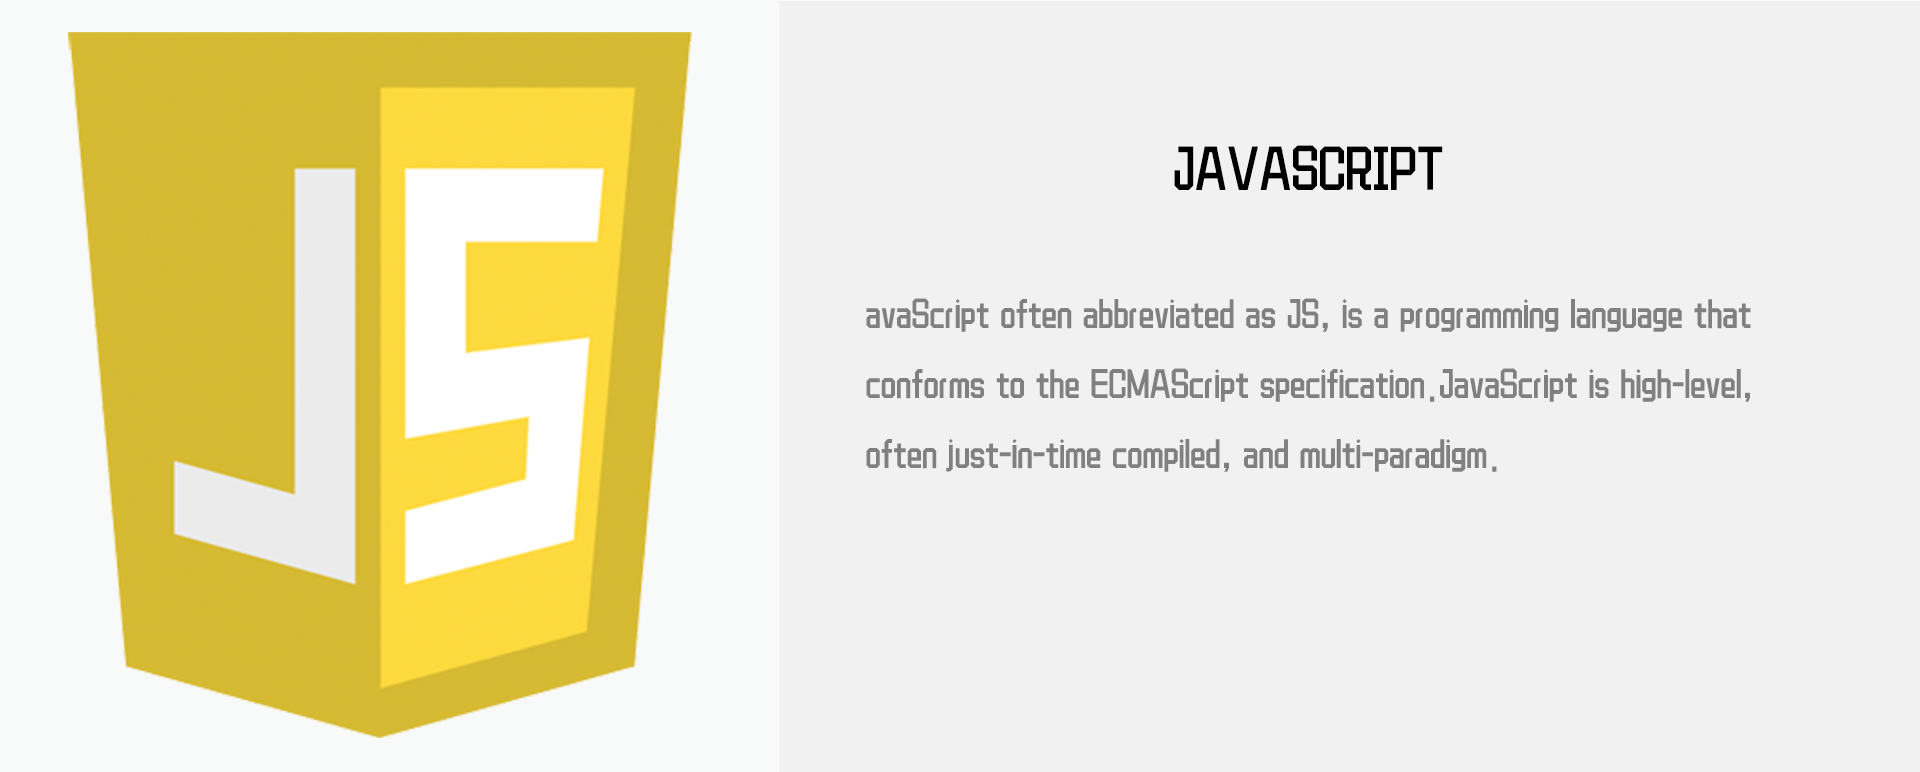 JS
JAVASCRIPT
avaScript often abbreviated as JS, is a programming language that
conforms to the ECMAScript specification.JavaScript is high-level,
often just-in-time compiled, and multi-paradigm.